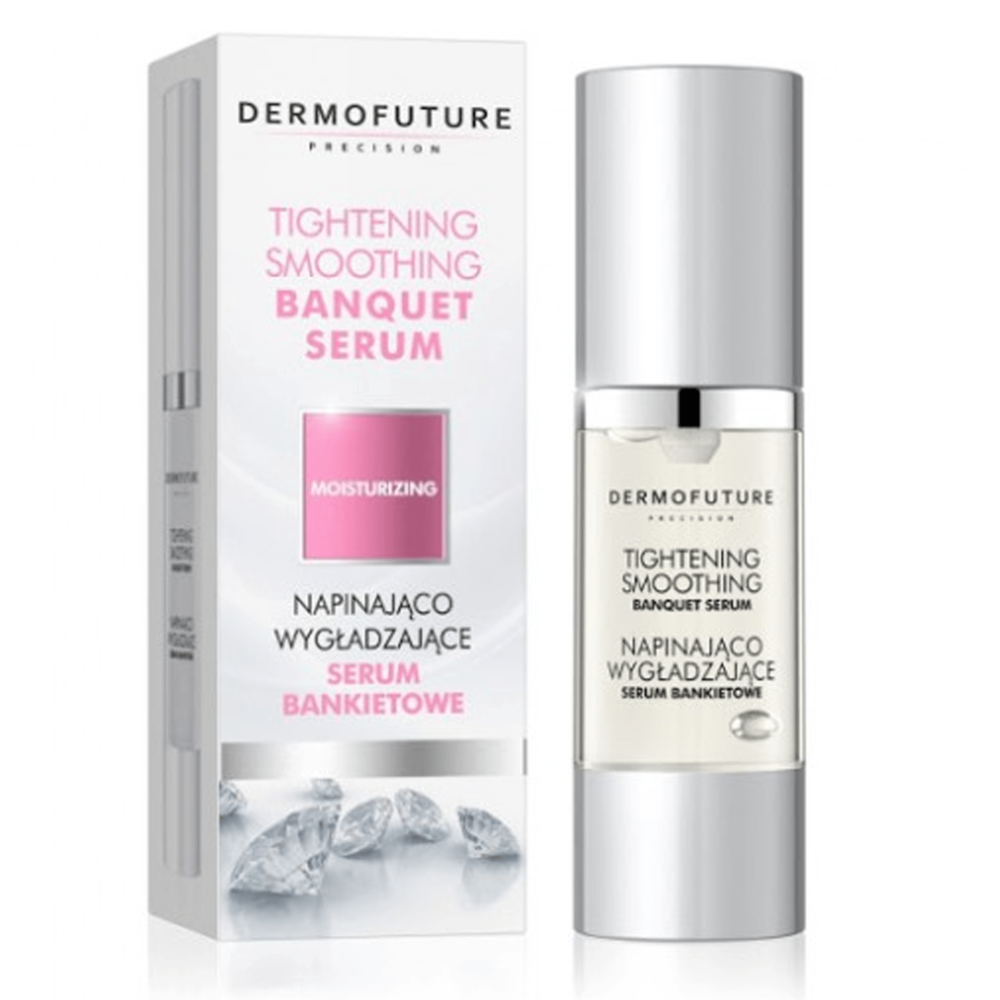 DERMOFUTURE
PRECISION
TIGHTENING
SMOOTHING
BANQUET
SERUM
MOISTURIZING
NAPINAJĄCO
WYGŁADZAJĄCE
SERUM
BANKIETOWE
DERMOFUTURE
PRECISION
TIGHTENING
SMOOTHING
BANQUET SERUM
NAPINAJĄCO
WYGŁADZAJĄCE
SERUM BANKIETOWE